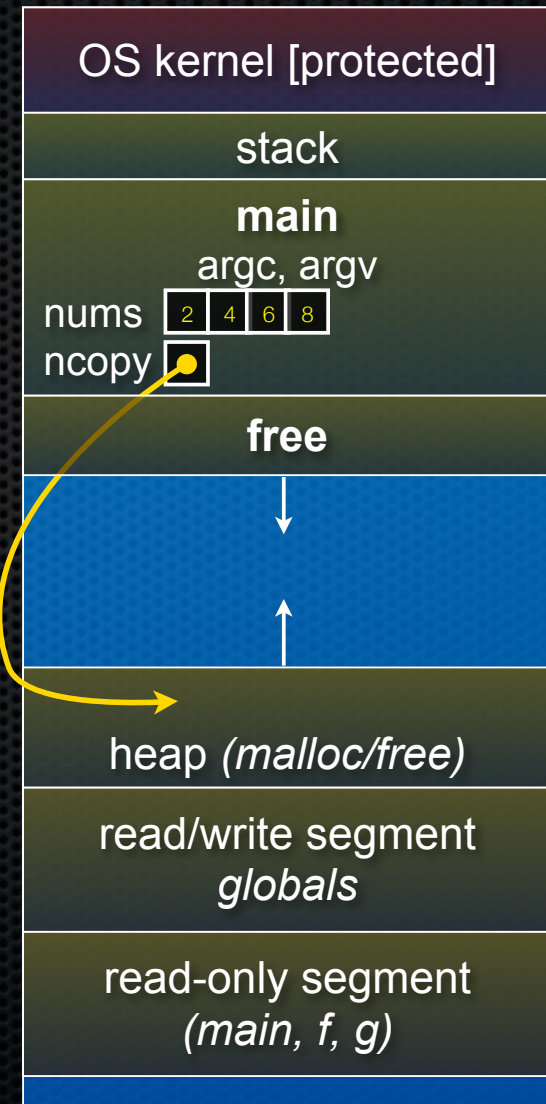 OS kernel [protected]
stack
main
argc, argv
nums 2 4 6 8
ncopy
free
heap (malloc/free)
read/write segment
globals
read-only segment
(main, f, g)